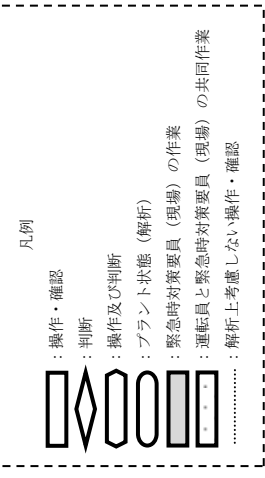 凡例
：操作・確認
：判断
：操作及び判断
：プラント状態（解析）
：緊急時対策要員（現場）の作業
：運転員と緊急時対策要員（現場）の共同作業
：解析上考慮しない操作・確認